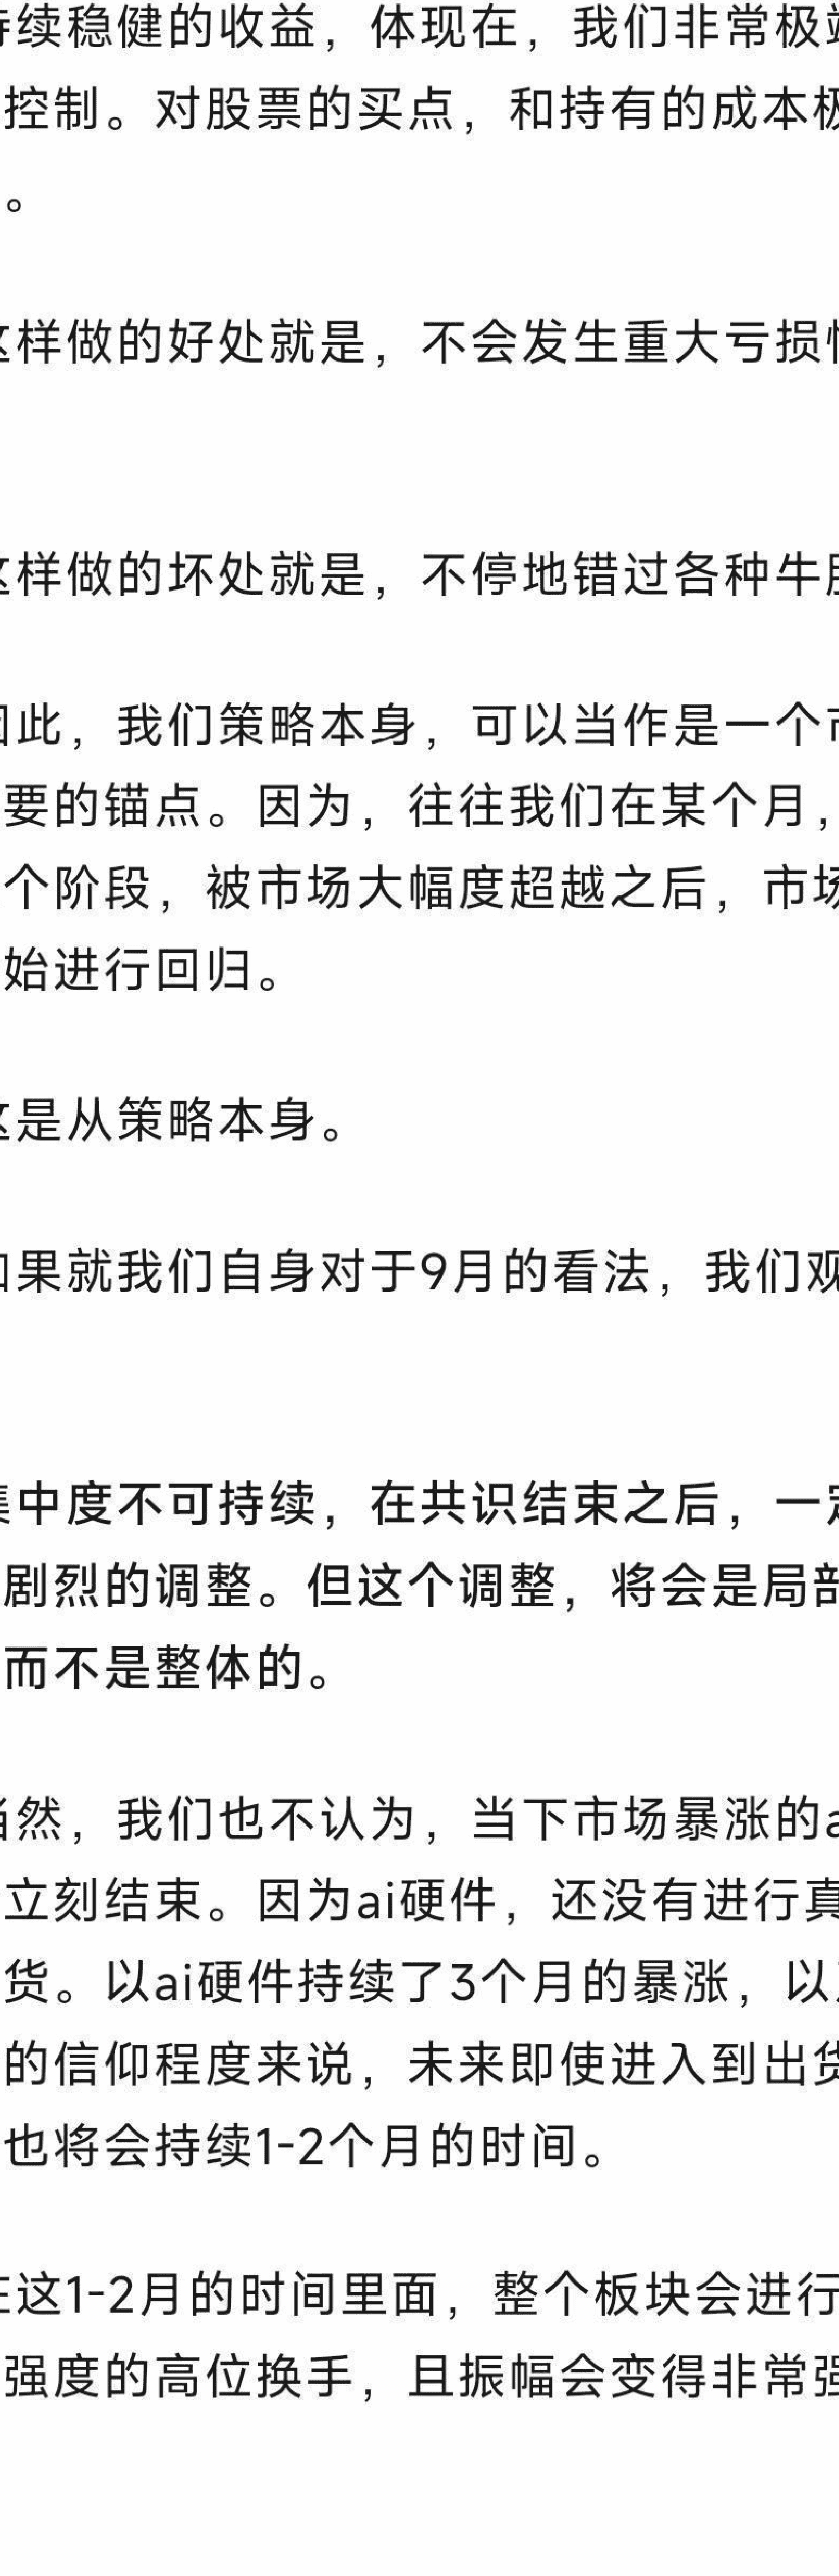 续稳健的收益，体现在，我们非常极
控制。对股票的买点，和持有的成本极
。
样做的好处就是，不会发生重大亏损
样做的坏处就是，不停地错过各种牛
此，我们策略本身，可以当作是一个
要的锚点。因为，往往我们在某个月，
个阶段，被市场大幅度超越之后，市场
始进行回归。
是从策略本身。
果就我们自身对于9月的看法，我们观
中度不可持续，在共识结束之后，一定
剧烈的调整。但这个调整，将会是局部
而不是整体的。
然，我们也不认为，当下市场暴涨的a
立刻结束。因为ai硬件，还没有进行真
货。以ai硬件持续了3个月的暴涨，以
的信仰程度来说，未来即使进入到出货
也将会持续1-2个月的时间。
这1-2月的时间里面，整个板块会进行
强度的高位换手，且振幅会变得非常强